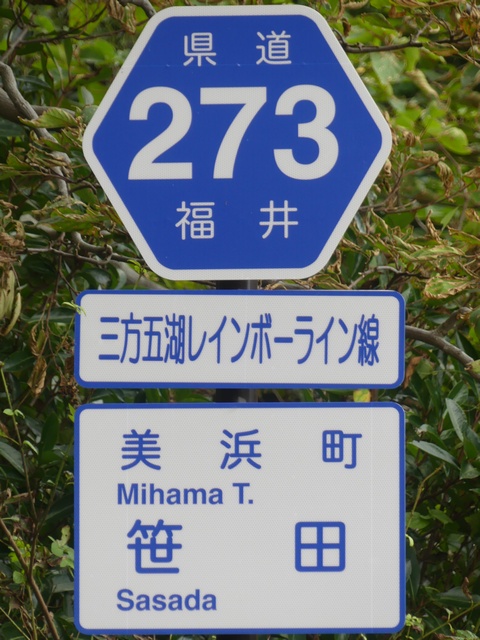 県道
273
福井
三方五湖レインボーライン線
美浜町
Mihama T.
笹田
Sasada